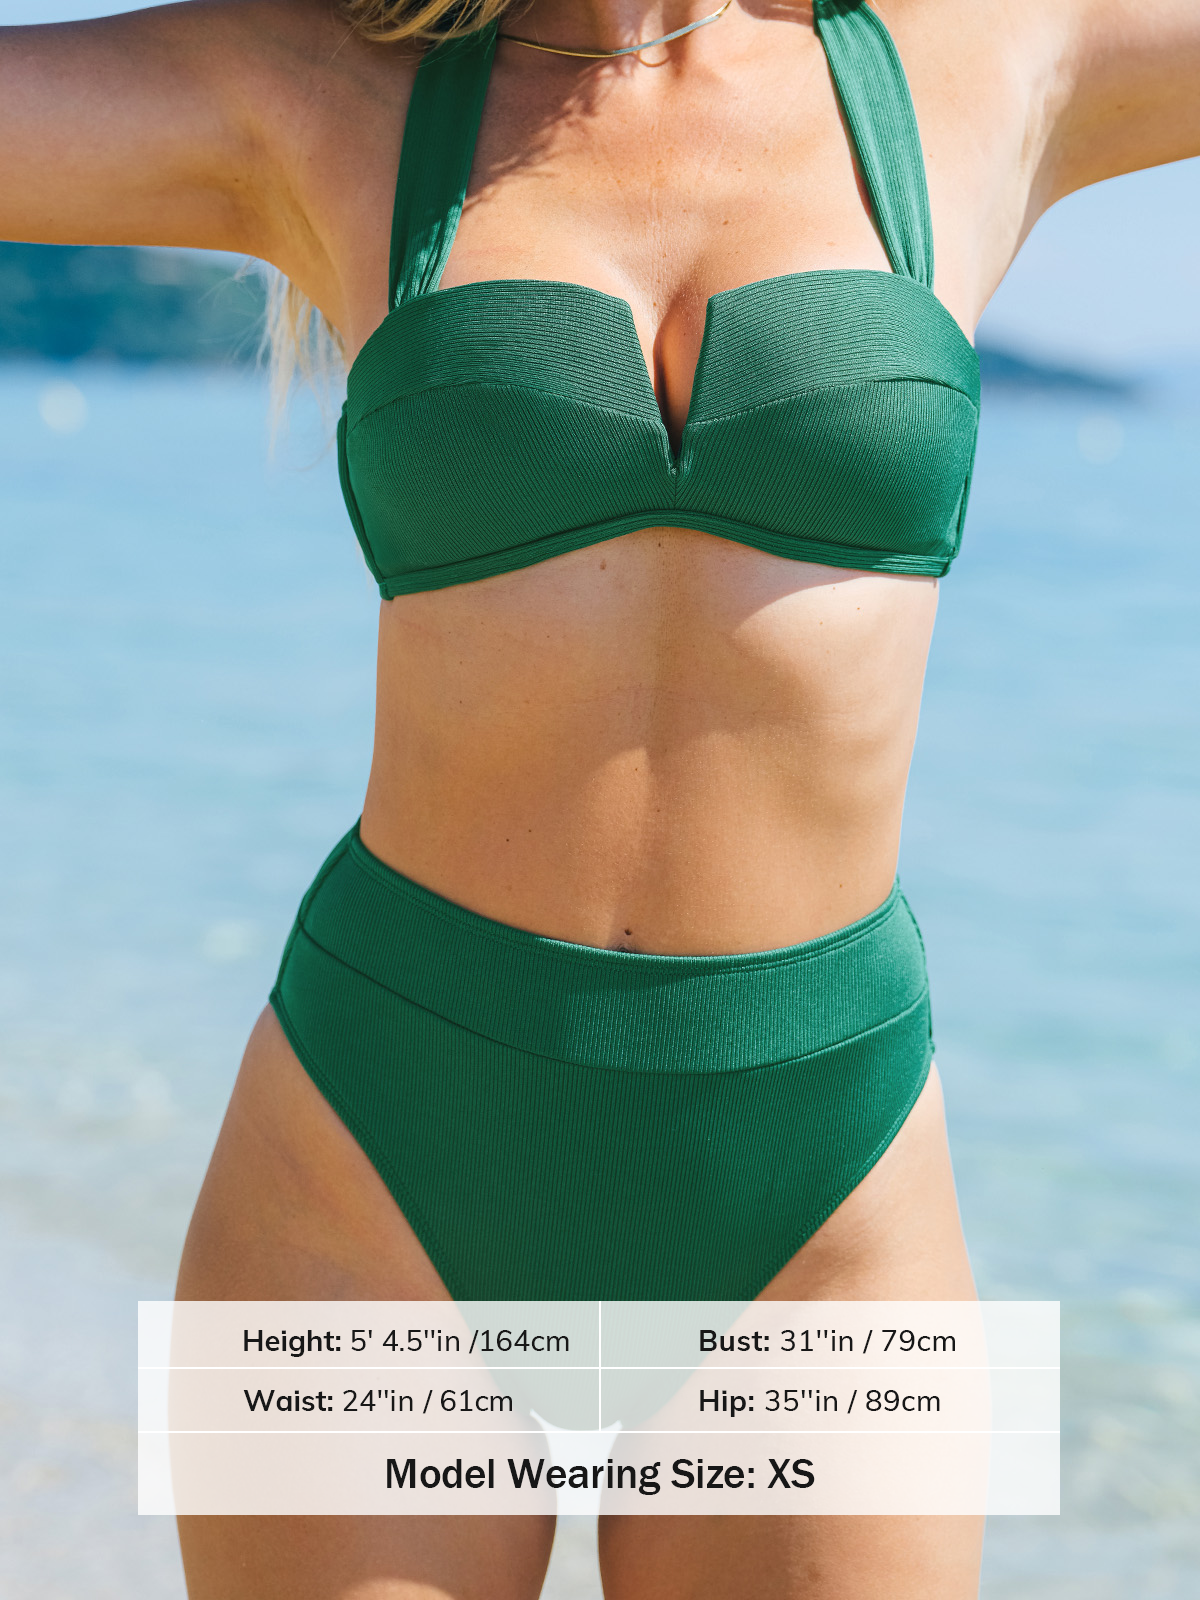 Height: 5' 4.5''in /164cm
Bust: 31''in / 79cm
Waist: 24''in / 61cm
Hip: 35''in / 89cm
Model Wearing Size: XS